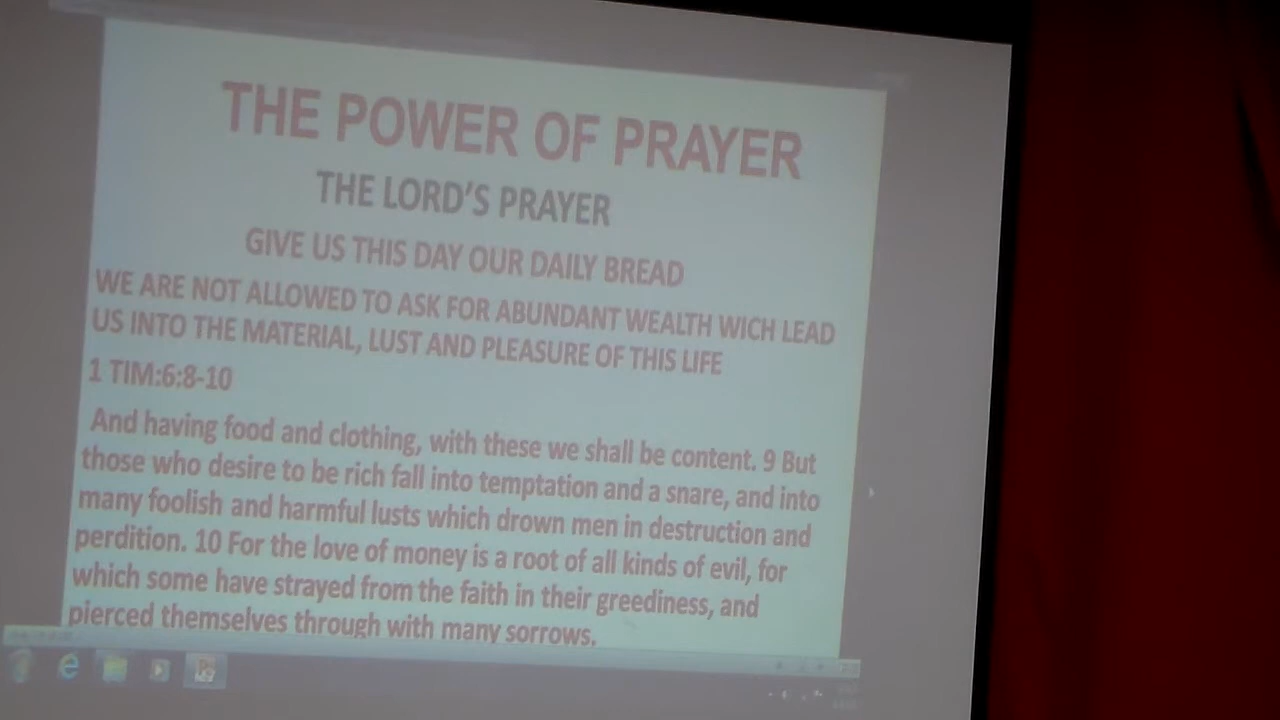 THE POWER OF PRAYER
THE LORD'S PRAYER
GIVE US THIS DAY OUR DAILY BREAD
WE ARE NOT ALLOWED TO ASK FOR ABUNDANT WEALTH WICH LEAD
US INTO THE MATERIAL, LUST AND PLEASURE OF THIS LIFE
1 TIM:6:8-10
And having food and clothing, with these we shall be content. 9 But
those who desire to be rich fall into temptation and a snare, and into
many foolish and harmful lusts which drown men in destruction and
perdition. 10 For the love of money is a root of all kinds of evil, for
which some have strayed from the faith in their greediness, and
pierced themselves through with many sorrows.